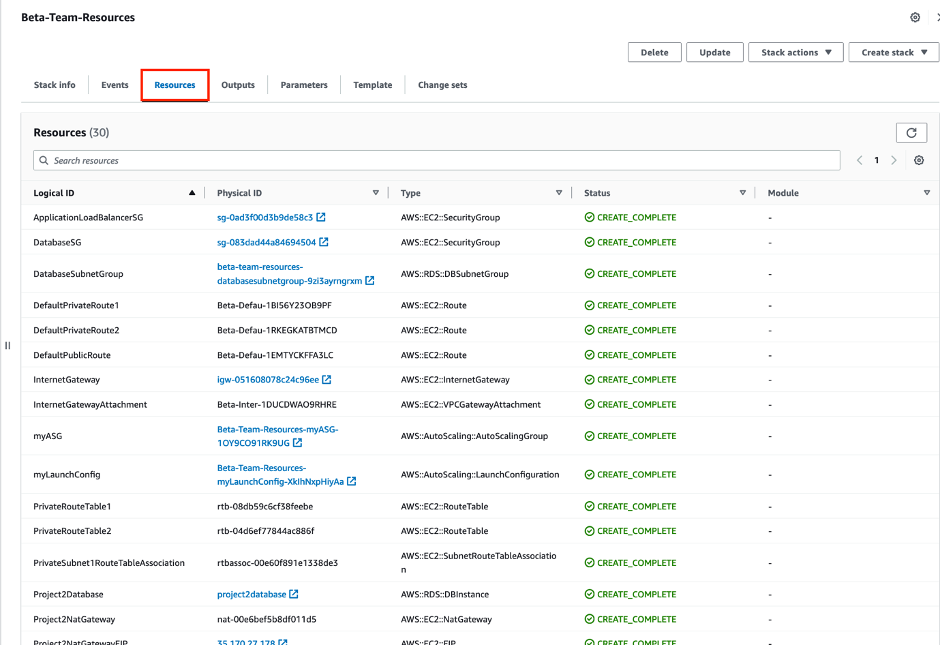 Beta-Team-Resources
Delete Update Stack actions Create stack
Stack info Events Resources Outputs Parameters Template Change sets
Resources (30)
Search resources
1
Logical ID Physical ID Type Status Module
ApplicationLoadBalancerSG sg-0ad3f00d3b9de58c3 AWS::EC2::SecurityGroup CREATE_COMPLETE -
DatabaseSG sg-083dad44a84694504 AWS::EC2::SecurityGroup CREATE_COMPLETE -
beta-team-resources-
DatabaseSubnetGroup databasesubnetgroup-9zi3ayrngrxm AWS::RDS::DBSubnetGroup CREATE_COMPLETE -
DefaultPrivateRoute1 Beta-Defau-1BI56Y23OB9PF AWS::EC2::Route CREATE_COMPLETE -
DefaultPrivateRoute2 Beta-Defau-1RKEGKATBTMCD AWS::EC2::Route CREATE_COMPLETE -
DefaultPublicRoute Beta-Defau-1EMTYCKFFA3LC AWS::EC2::Route CREATE_COMPLETE -
InternetGateway igw-051608078c24c96ee AWS::EC2::InternetGateway CREATE_COMPLETE -
InternetGatewayAttachment Beta-Inter-1DUCDWAO9RHRE AWS::EC2::VPCGatewayAttachment CREATE_COMPLETE -
Beta-Team-Resources-myASG-
myASG 1OY9CO91RK9UG AWS::AutoScaling::AutoScalingGroup CREATE_COMPLETE -
Beta-Team-Resources-
myLaunchConfig myLaunchConfig-XkIhNxpHiyAa AWS::AutoScaling::LaunchConfiguration CREATE_COMPLETE -
PrivateRouteTable1 rtb-08db59c6cf38feebe AWS::EC2::RouteTable CREATE_COMPLETE -
PrivateRouteTable2 rtb-04d6ef77844ac886f AWS::EC2::RouteTable CREATE_COMPLETE -
PrivateSubnet1RouteTableAssociation rtbassoc-00e60f891e1338de3 AWS::EC2::SubnetRouteTableAssociatio CREATE_COMPLETE -
n
Project2Database project2database AWS::RDS::DBInstance CREATE_COMPLETE -
Project2NatGateway nat-00e6bef5b8df011d5 AWS::EC2::NatGateway CREATE_COMPLETE -
Project2NatGatewayEIP 35.170.27.178 AWS::EC2::EIP CREATE_COMPLETE -